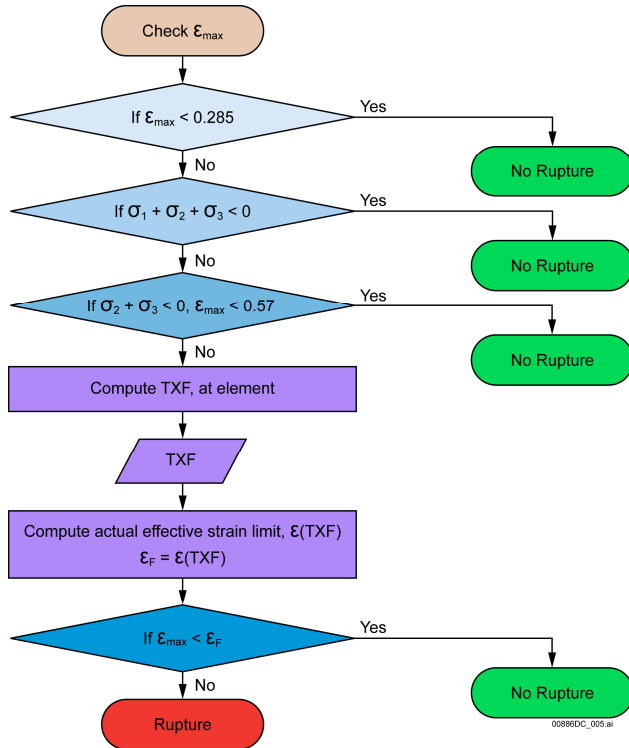 Check εmax
If εmax < 0.285
Yes
No Rupture
No
If σ1 + σ2 + σ3 < 0
Yes
No Rupture
No
If σ2 + σ3 < 0, εmax < 0.57
Yes
No Rupture
No
Compute TXF, at element
TXF
Compute actual effective strain limit, ε(TXF)
εF = ε(TXF)
If εmax < εF
Yes
No Rupture
No
Rupture
00886DC_005.ai